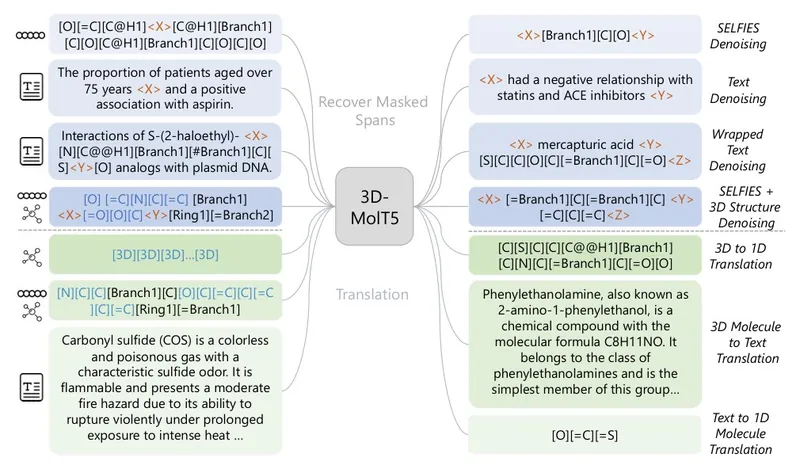 [O][=C][C@H1]<X>[C@H1][Branch1]
[C][O][C@H1][Branch1][C][O][C][O]
The proportion of patients aged over
75 years <X> and a positive
association with aspirin.
Interactions of S-(2-haloethyl)- <X>
[N][C@@H1][Branch1][#Branch1][C][
S]<Y>[O] analogs with plasmid DNA.
[O] [=C][N][C][=C] [Branch1]
<X>[=O][O][C]<Y>[Ring1][=Branch2]
[3D][3D][3D]...[3D]
[N][C][C][Branch1][C][O][C][=C][C][=C
][C][=C][Ring1][=Branch1]
Carbonyl sulfide (COS) is a colorless
and poisonous gas with a
characteristic sulfide odor. It is
flammable and presents a moderate
fire hazard due to its ability to
rupture violently under prolonged
exposure to intense heat ...
Recover Masked
Spans
3D-
MolT5
Translation
<X>[Branch1][C][O]<Y>
SELFIES
Denoising
<X> had a negative relationship with
statins and ACE inhibitors <Y>
Text
Denoising
<X> mercapturic acid <Y>
[S][C][C][O][C][=Branch1][C][=O]<Z>
Wrapped
Text
Denoising
<X> [=Branch1][C][=Branch1][C] <Y>
[=C][C][=C]<Z>
SELFIES +
3D Structure
Denoising
[C][S][C][C][C@@H1][Branch1]
[C][N][C][=Branch1][C][=O][O]
3D to 1D
Translation
Phenylethanolamine, also known as
2-amino-1-phenylethanol, is a
chemical compound with the
molecular formula C8H11NO. It
belongs to the class of
phenylethanolamines and is the
simplest member of this group...
3D Molecule
to Text
Translation
[O][=C][=S]
Text to 1D
Molecule
Translation